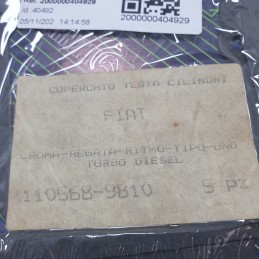 Ref. 2000000404929
id. 40492
05/11/202 14:14:58
2000000404929
COPERCHIO TESTA CILINDRI
FIAT
CROMA-REGATA-RITMO-TIPO-UNO
TURBO DIESEL
110568-9810 5 PZ